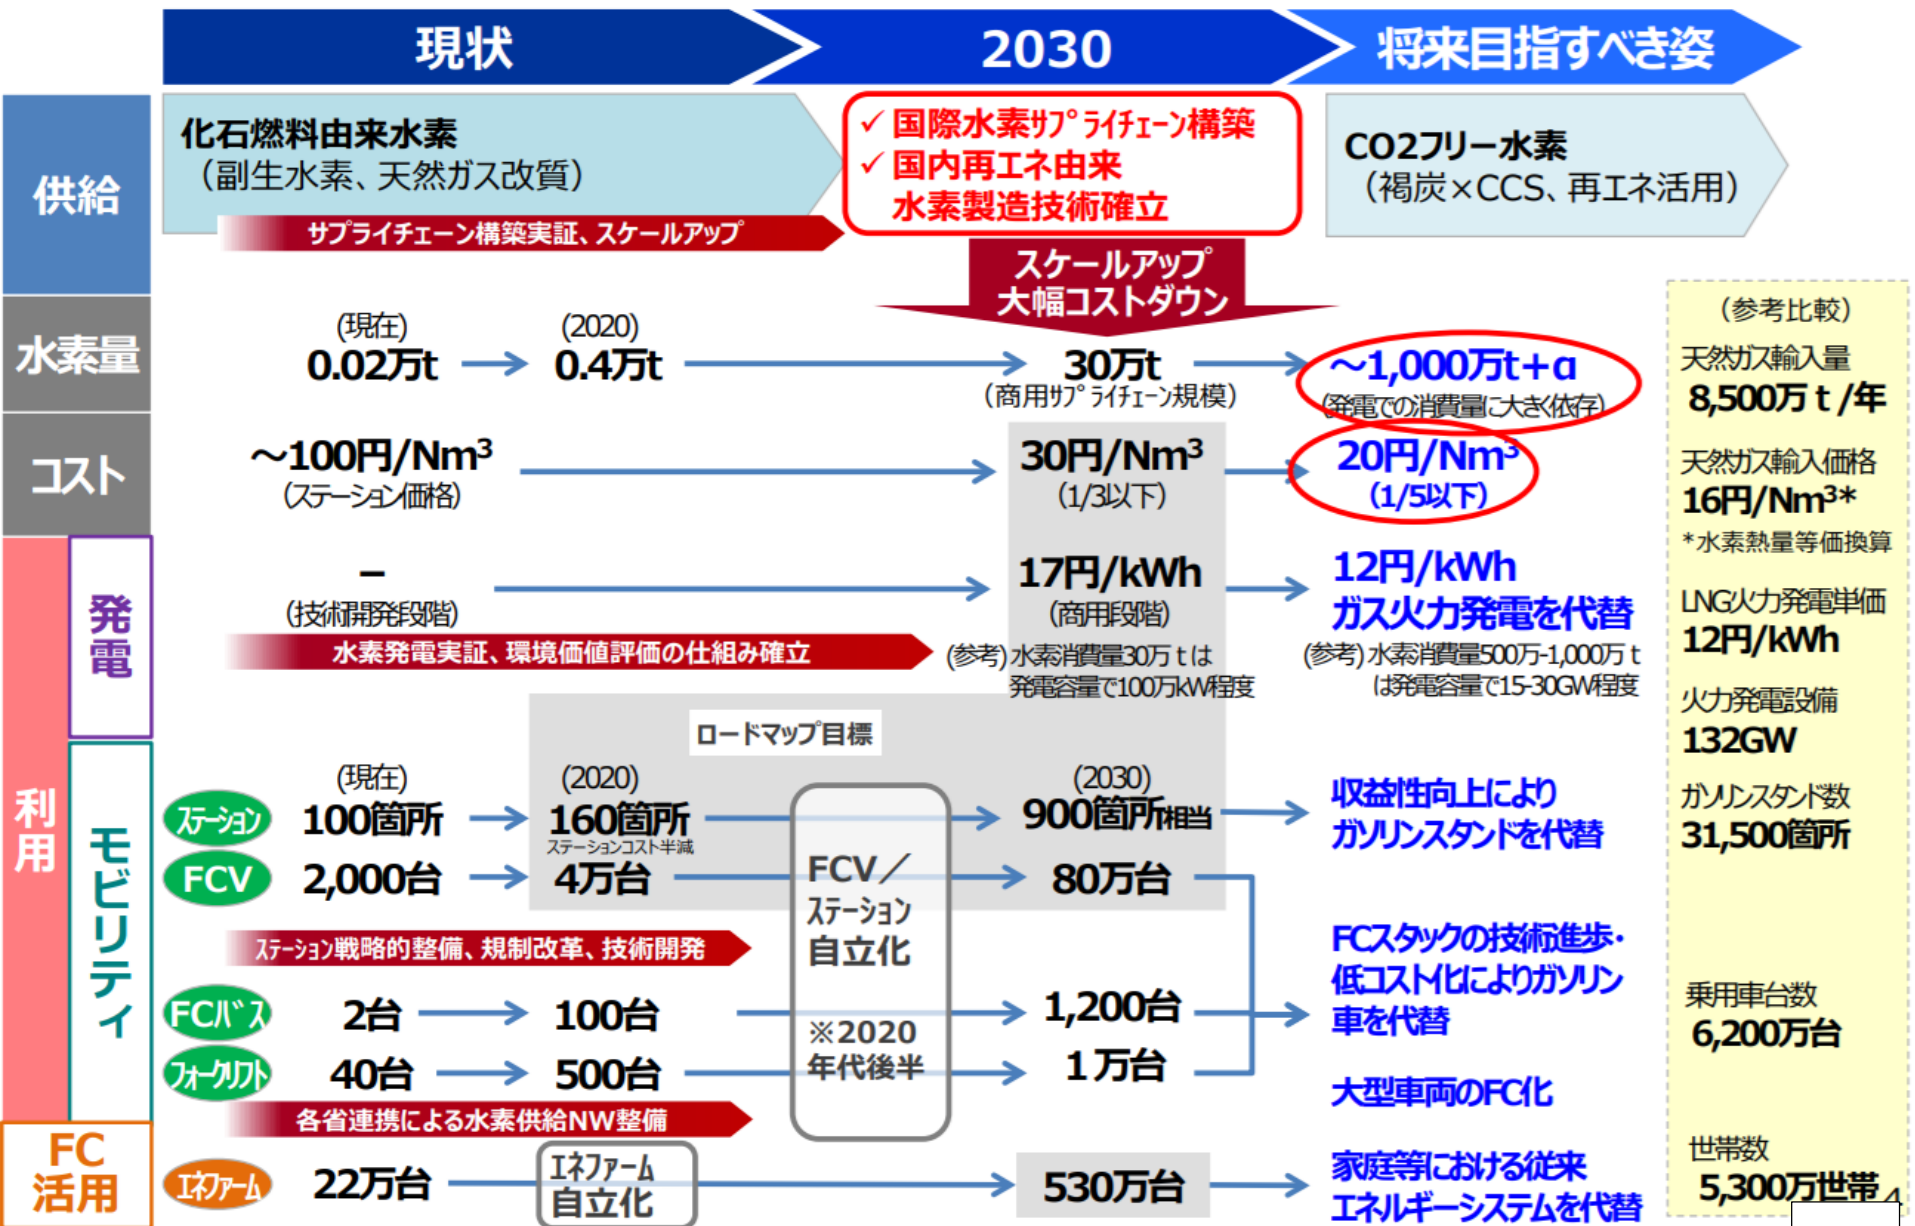 現状
2030
将来目指すべき姿
供給
化石燃料由来水素
（副生水素、天然ガス改質）
サプライチェーン構築実証、スケールアップ
✓国際水素ｻﾌﾟﾗｲﾁｪｰﾝ構築
✓国内再エネ由来
水素製造技術確立
CO2フリー水素
（褐炭×CCS、再エネ活用）
スケールアップ
大幅コストダウン
水素量
(現在)
0.02万t
(2020)
0.4万t
30万t
（商用ｻﾌﾟﾗｲﾁｪｰﾝ規模）
～1,000万t+α
（発電での消費量に大きく依存）
コスト
～100円/Nm³
（ステーション価格）
30円/Nm³
（1/3以下）
20円/Nm³
（1/5以下）
利用
発電
－
（技術開発段階）
17円/kWh
（商用段階）
12円/kWh
ガス火力発電を代替
水素発電実証、環境価値評価の仕組み確立
(参考)水素消費量30万ｔは
発電容量で100万kW程度
(参考)水素消費量500万-1,000万ｔ
は発電容量で15-30GW程度
ロードマップ目標
モビリティ
(現在)
(2020)
(2030)
ｽﾃｰｼｮﾝ
100箇所
160箇所
ステーションコスト半減
900箇所相当
収益性向上により
ガソリンスタンドを代替
FCV
2,000台
4万台
80万台
FCV／
ｽﾃｰｼｮﾝ
自立化
※2020
年代後半
ｽﾃｰｼｮﾝ戦略的整備、規制改革、技術開発
FCスタックの技術進歩・
低コスト化によりガソリン
車を代替
FCﾊﾞｽ
2台
100台
1,200台
ﾌｫｰｸﾘﾌﾄ
40台
500台
1万台
大型車両のFC化
各省連携による水素供給NW整備
FC
活用
ｴﾈﾌｧｰﾑ
22万台
ｴﾈﾌｧｰﾑ
自立化
530万台
家庭等における従来
エネルギーシステムを代替
（参考比較）
天然ガス輸入量
8,500万ｔ/年
天然ガス輸入価格
16円/Nm³*
*水素熱量等価換算
LNG火力発電単価
12円/kWh
火力発電設備
132GW
ガソリンスタンド数
31,500箇所
乗用車台数
6,200万台
世帯数
5,300万世帯